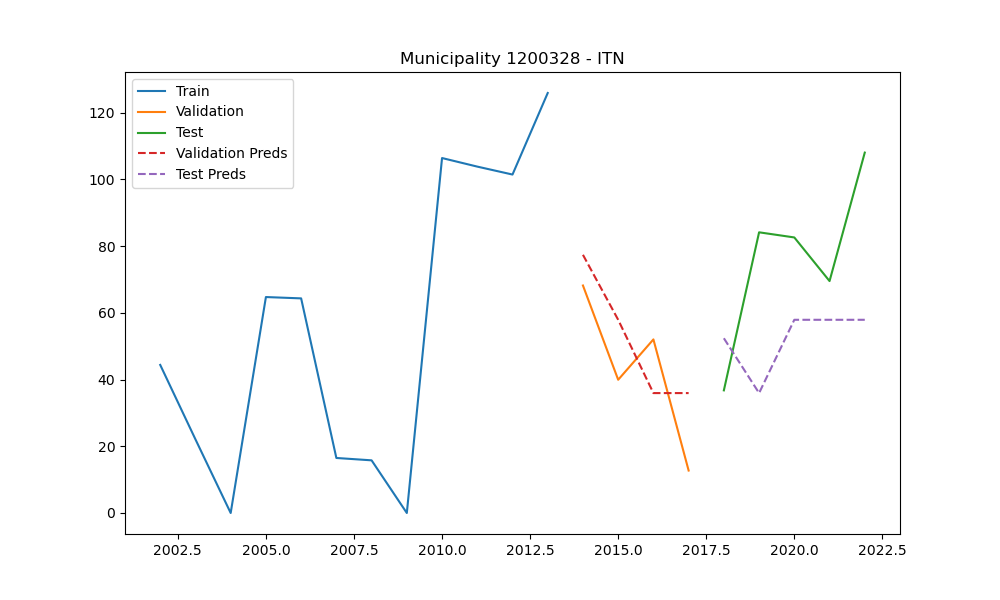 Municipality 1200328 - ITN
Train
Validation
Test
Validation Preds
Test Preds
120
100
80
60
40
20
0
2002.5 2005.0 2007.5 2010.0 2012.5 2015.0 2017.5 2020.0 2022.5